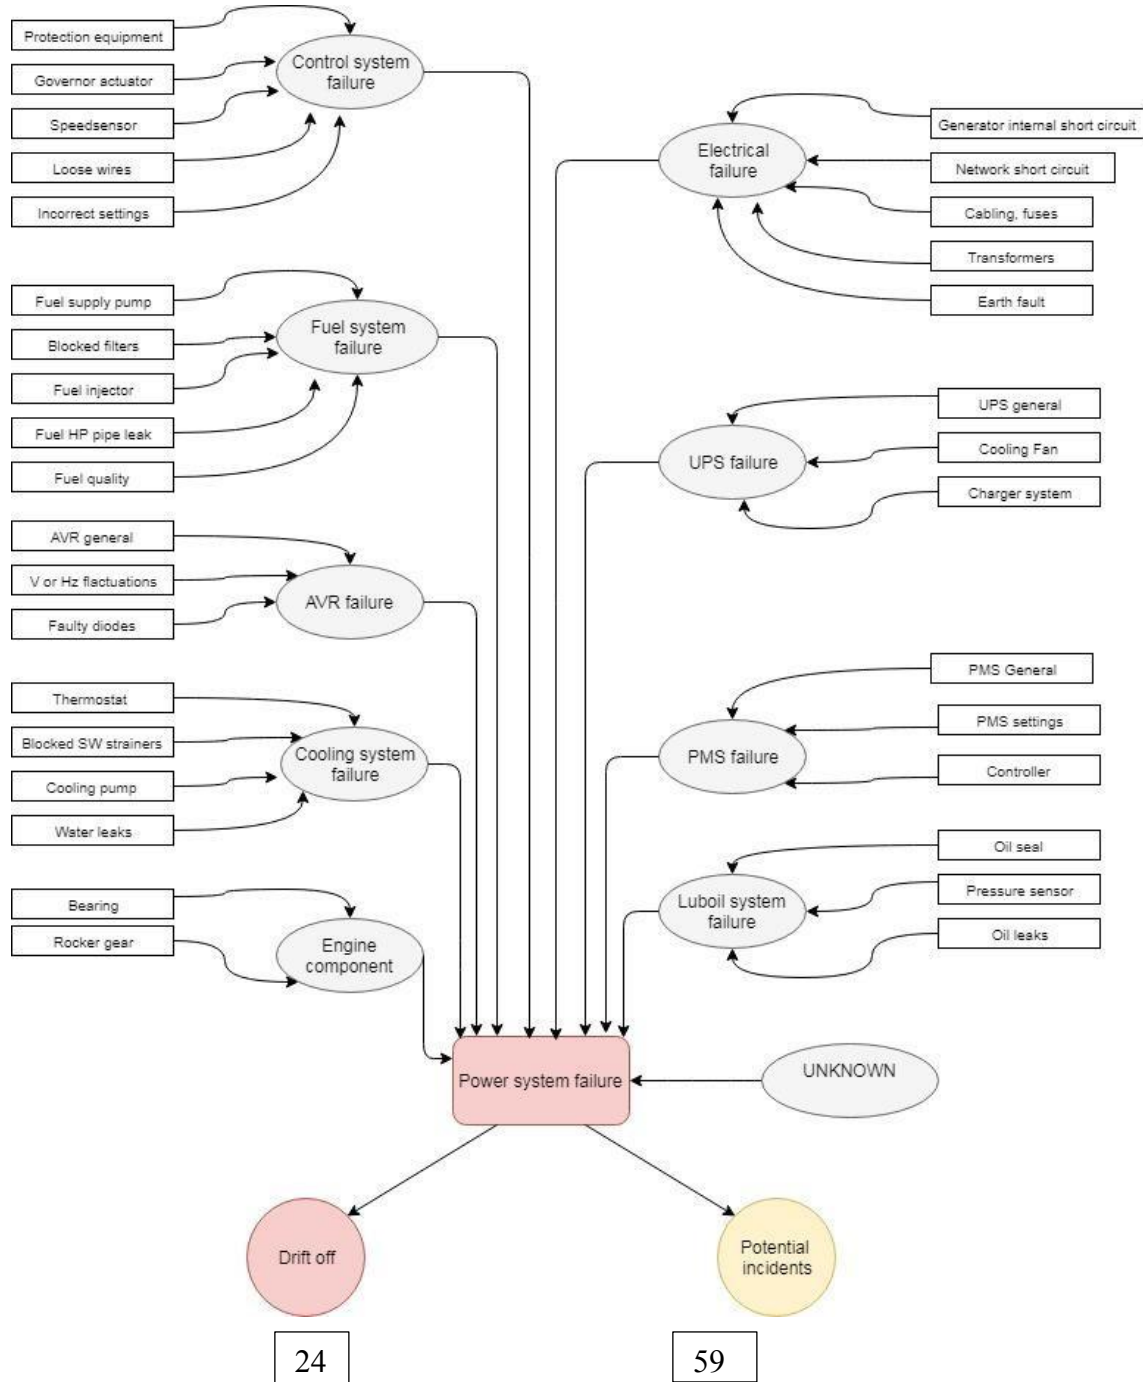 Protection equipment
Governor actuator
Speedsensor
Loose wires
Incorrect settings
Control system
failure
Fuel supply pump
Blocked filters
Fuel injector
Fuel HP pipe leak
Fuel quality
Fuel system
failure
AVR general
V or Hz flactuations
Faulty diodes
AVR failure
Thermostat
Blocked SW strainers
Cooling pump
Water leaks
Cooling system
failure
Bearing
Rocker gear
Engine
component
Electrical
failure
Generator internal short circuit
Network short circuit
Cabling, fuses
Transformers
Earth fault
UPS failure
UPS general
Cooling Fan
Charger system
PMS failure
PMS General
PMS settings
Controller
Luboil system
failure
Oil seal
Pressure sensor
Oil leaks
Power system failure
UNKNOWN
Drift off
Potential
incidents
24
59